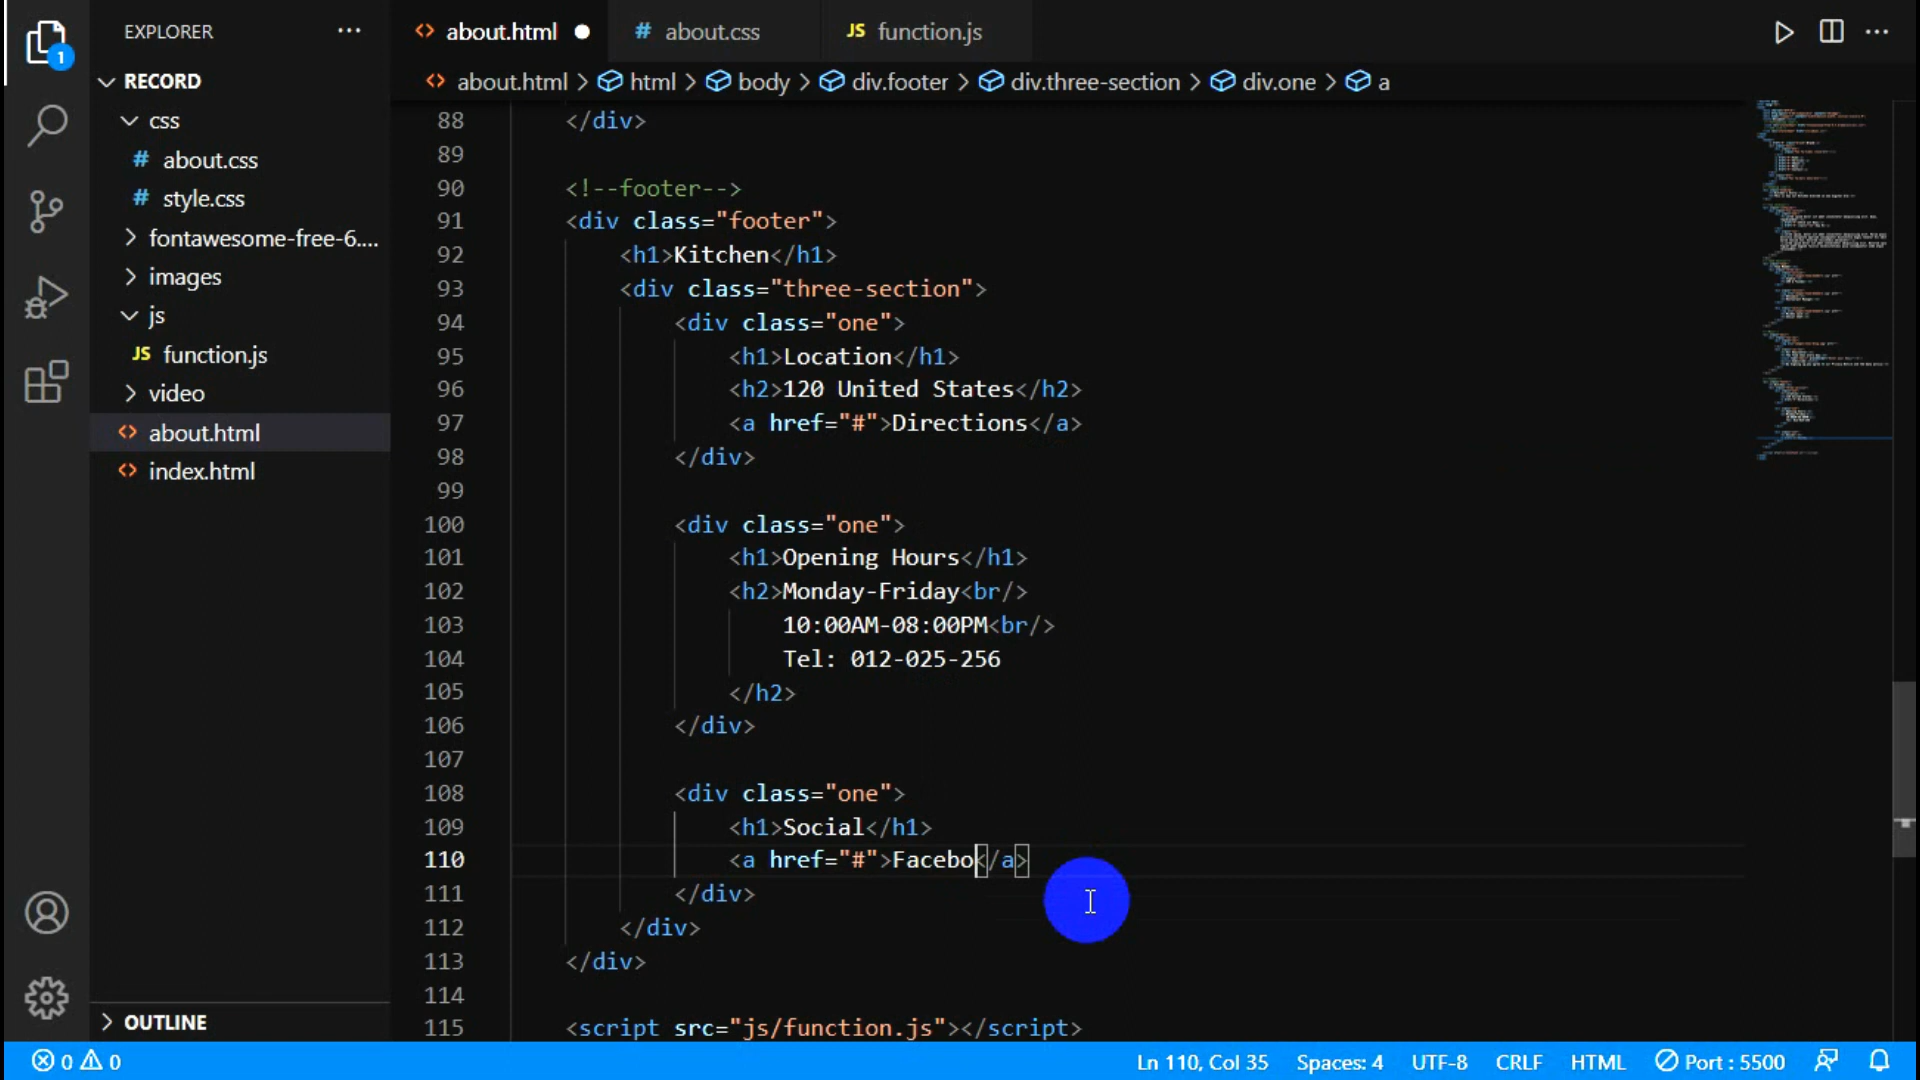 EXPLORER
about.html
# about.css
JS function.js
1
RECORD
about.html > html > body > div.footer > div.three-section > div.one > a
css
# about.css
# style.css
fontawesome-free-6....
images
js
JS function.js
video
about.html
index.html
88 </div>
89
90 <!--footer-->
91 <div class="footer">
92 <h1>Kitchen</h1>
93 <div class="three-section">
94 <div class="one">
95 <h1>Location</h1>
96 <h2>120 United States</h2>
97 <a href="#">Directions</a>
98 </div>
99
100 <div class="one">
101 <h1>Opening Hours</h1>
102 <h2>Monday-Friday<br/>
103 10:00AM-08:00PM<br/>
104 Tel: 012-025-256
105 </h2>
106 </div>
107
108 <div class="one">
109 <h1>Social</h1>
110 <a href="#">Facebo</a>
111 </div>
112 </div>
113 </div>
114
115 <script src="js/function.js"></script>
OUTLINE
0 0
Ln 110, Col 35
Spaces: 4
UTF-8
CRLF
HTML
Port : 5500